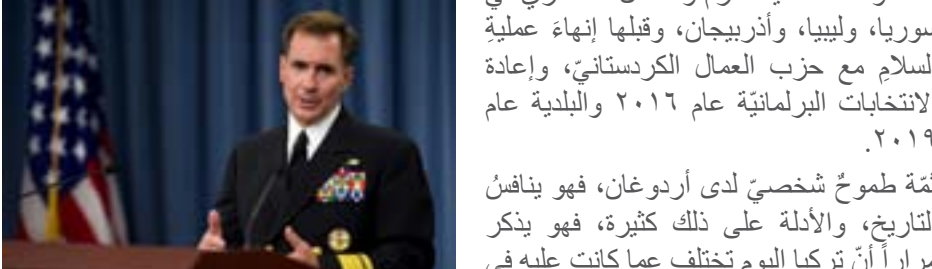 سوريا، وليبيا، وأذربيجان، وقبلها إنهاءَ عمليةِ
لسلامِ مع حزب العمال الكردستانيّ، وإعادة
لانتخابات البرلمانيّة عام ٢٠١٦ والبلدية عام
٢٠١٩.
ثمّة طموحٌ شخصيّ لدى أردوغان، فهو ينافسُ
لتاريخ، والأدلة على ذلك كثيرة، فهو يذكر
مراراً أنّ تركيا اليوم تختلف عما كانت عليه في